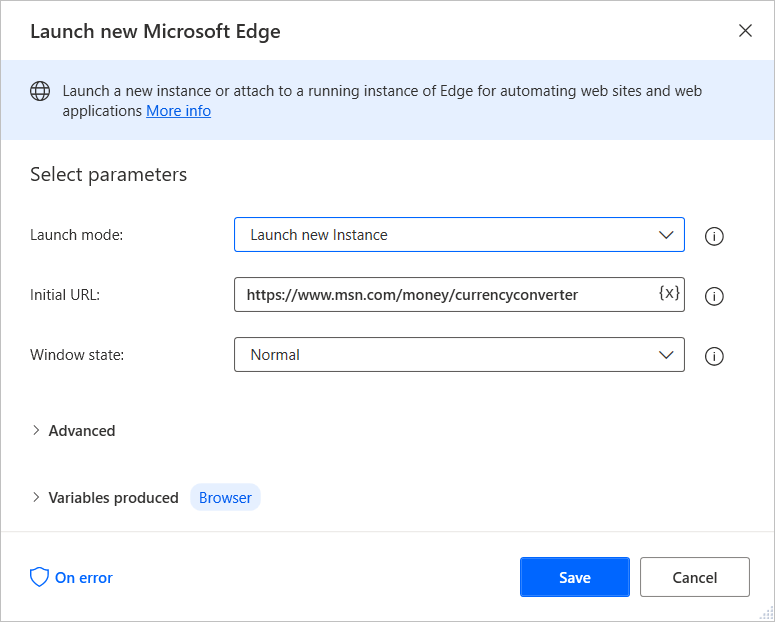 Launch new Microsoft Edge
Launch a new instance or attach to a running instance of Edge for automating web sites and web
applications More info
Select parameters
Launch mode: Launch new Instance
Initial URL: https://www.msn.com/money/currencyconverter {x}
Window state: Normal
Advanced
Variables produced Browser
On error Save Cancel